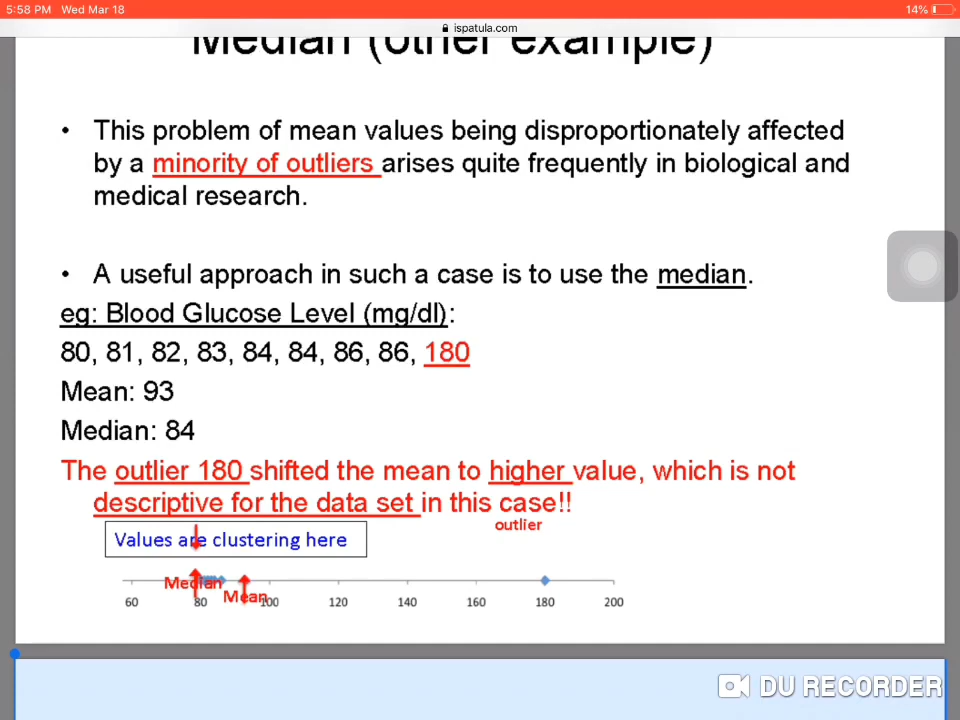 5:58 PM Wed Mar 18
14%
ispatula.com
Median (other example)
• This problem of mean values being disproportionately affected
by a minority of outliers arises quite frequently in biological and
medical research.
• A useful approach in such a case is to use the median.
eg: Blood Glucose Level (mg/dl):
80, 81, 82, 83, 84, 84, 86, 86, 180
Mean: 93
Median: 84
The outlier 180 shifted the mean to higher value, which is not
descriptive for the data set in this case!!
outlier
Values are clustering here
Median
Mean
60 80 100 120 140 160 180 200
DU RECORDER